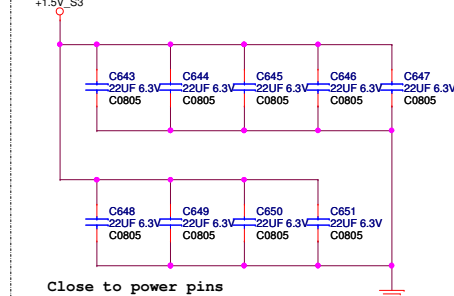 +1.5V_S3
C643 C644 C645 C646 C647
22UF 6.3V 22UF 6.3V 22UF 6.3V 22UF 6.3V 22UF 6.3V
C0805 C0805 C0805 C0805 C0805
C648 C649 C650 C651
22UF 6.3V 22UF 6.3V 22UF 6.3V 22UF 6.3V
C0805 C0805 C0805 C0805
Close to power pins